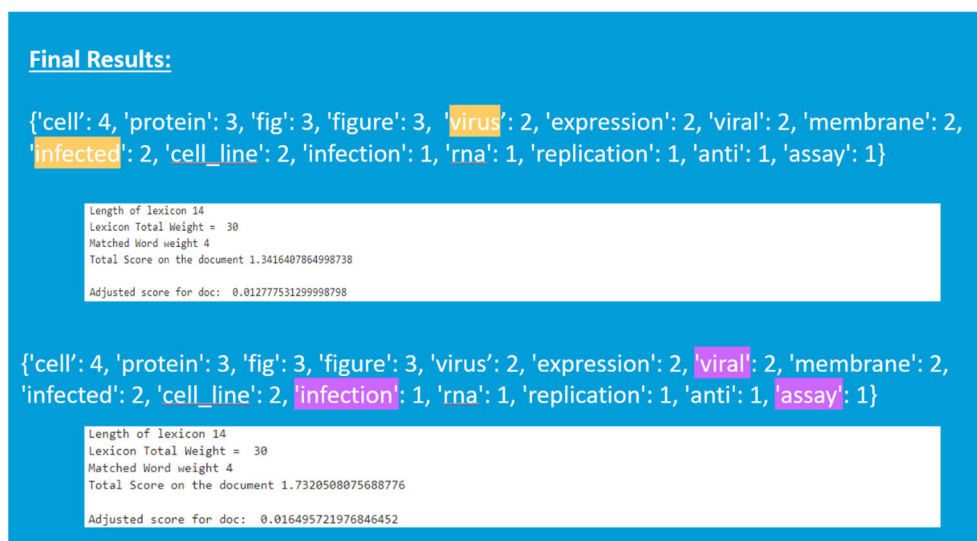 Final Results:
{'cell’: 4, 'protein': 3, 'fig': 3, 'figure': 3, 'virus’: 2, 'expression': 2, 'viral': 2, 'membrane': 2,
'infected': 2, 'cell_line': 2, 'infection': 1, 'rna': 1, 'replication': 1, 'anti': 1, 'assay': 1}
Length of lexicon 14
Lexicon Total Weight = 30
Matched Word weight 4
Total Score on the document 1.3416407864998738
Adjusted score for doc: 0.012777531299998798
{'cell’: 4, 'protein': 3, 'fig': 3, 'figure': 3, 'virus’: 2, 'expression': 2, 'viral': 2, 'membrane': 2,
'infected': 2, 'cell_line': 2, 'infection': 1, 'rna': 1, 'replication': 1, 'anti': 1, 'assay': 1}
Length of lexicon 14
Lexicon Total Weight = 30
Matched Word weight 4
Total Score on the document 1.7320508075688776
Adjusted score for doc: 0.016495721976846452